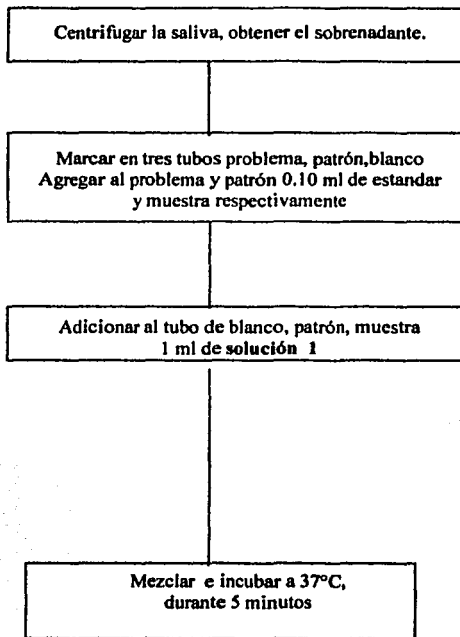 Centrifugar la saliva, obtener el sobrenadante.
Marcar en tres tubos problema, patrón,blanco
Agregar al problema y patrón 0.10 ml de estandar
y muestra respectivamente
Adicionar al tubo de blanco, patrón, muestra
1 ml de solución 1
Mezclar e incubar a 37°C,
durante 5 minutos